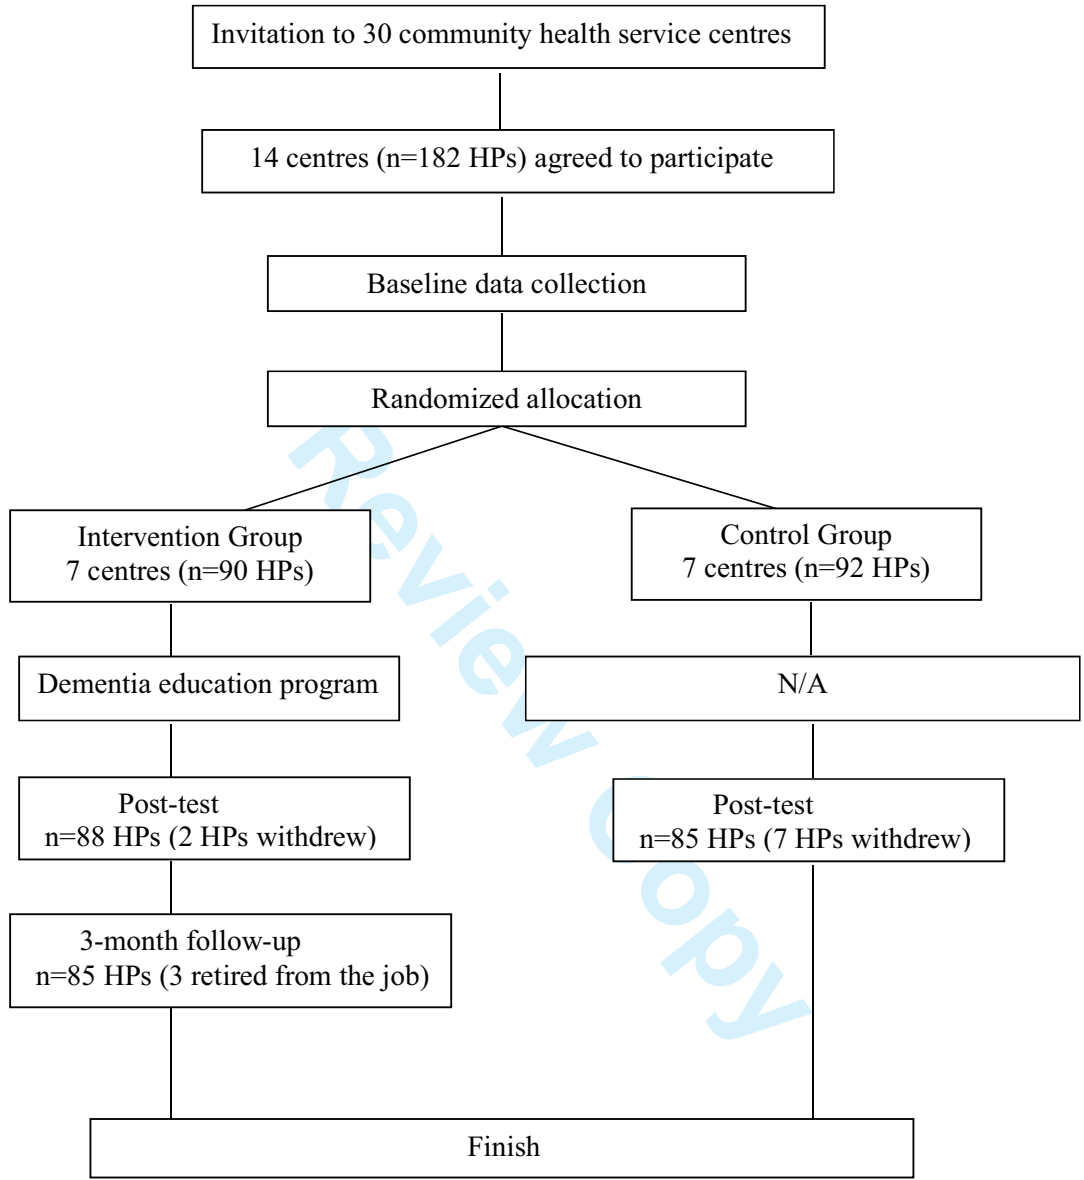 Invitation to 30 community health service centres
14 centres (n=182 HPs) agreed to participate
Baseline data collection
Randomized allocation
Intervention Group
7 centres (n=90 HPs)
Control Group
7 centres (n=92 HPs)
Dementia education program
N/A
Post-test
n=88 HPs (2 HPs withdrew)
Post-test
n=85 HPs (7 HPs withdrew)
3-month follow-up
n=85 HPs (3 retired from the job)
Finish
Review Copy